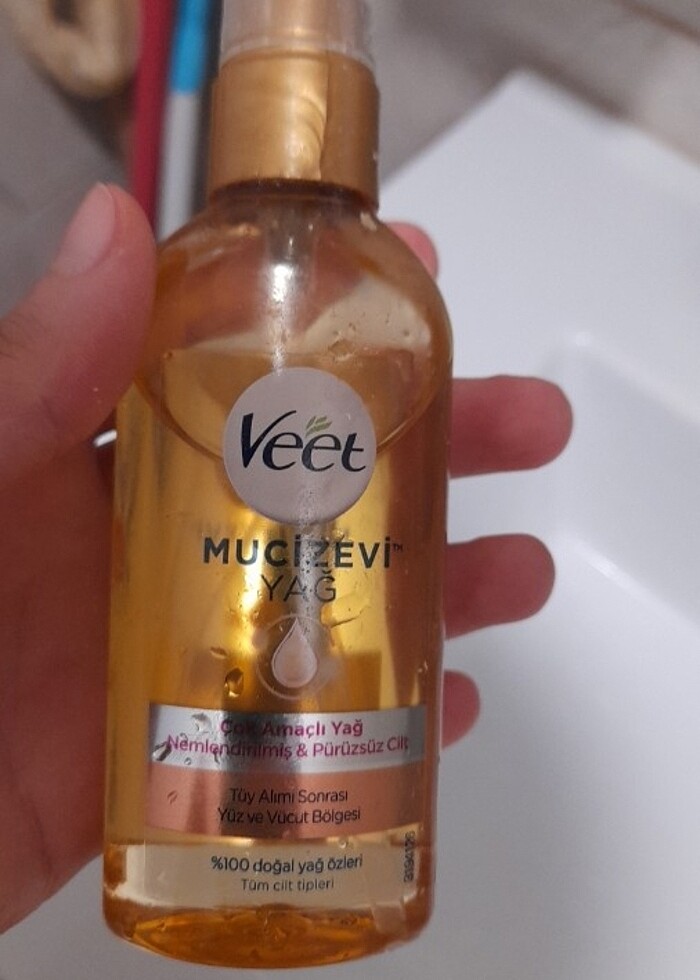 Veet
MUCİZEVİ™
YAĞ
Çok Amaçlı Yağ
Nemlendirilmiş & Pürüzsüz Cilt
Tüy Alımı Sonrası
Yüz ve Vücut Bölgesi
%100 doğal yağ özleri
Tüm cilt tipleri